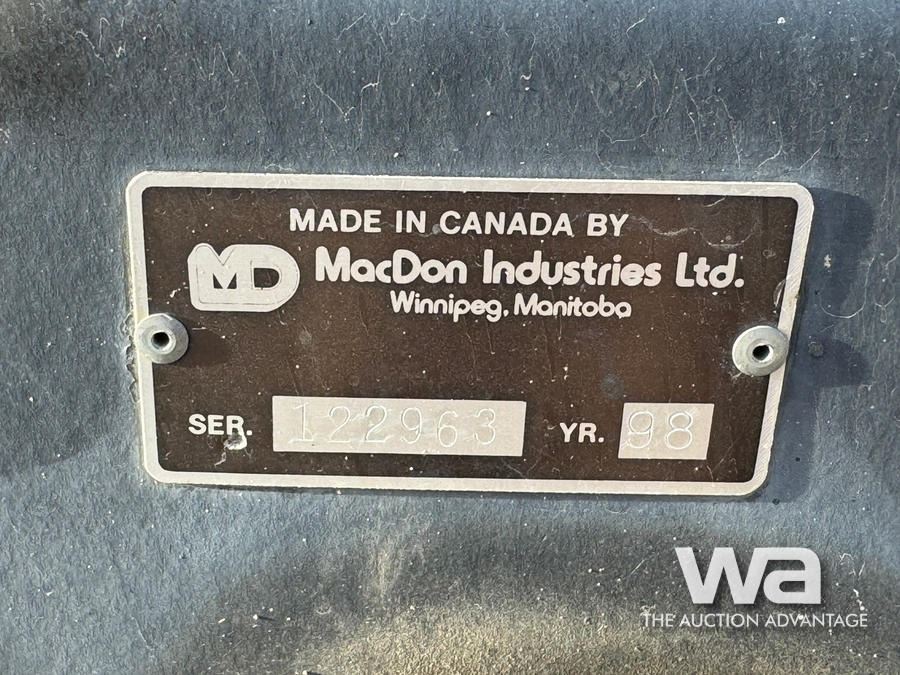 MADE IN CANADA BY
MD MacDon Industries Ltd.
Winnipeg, Manitoba
SER. 122963 YR. 98
wa
THE AUCTION ADVANTAGE